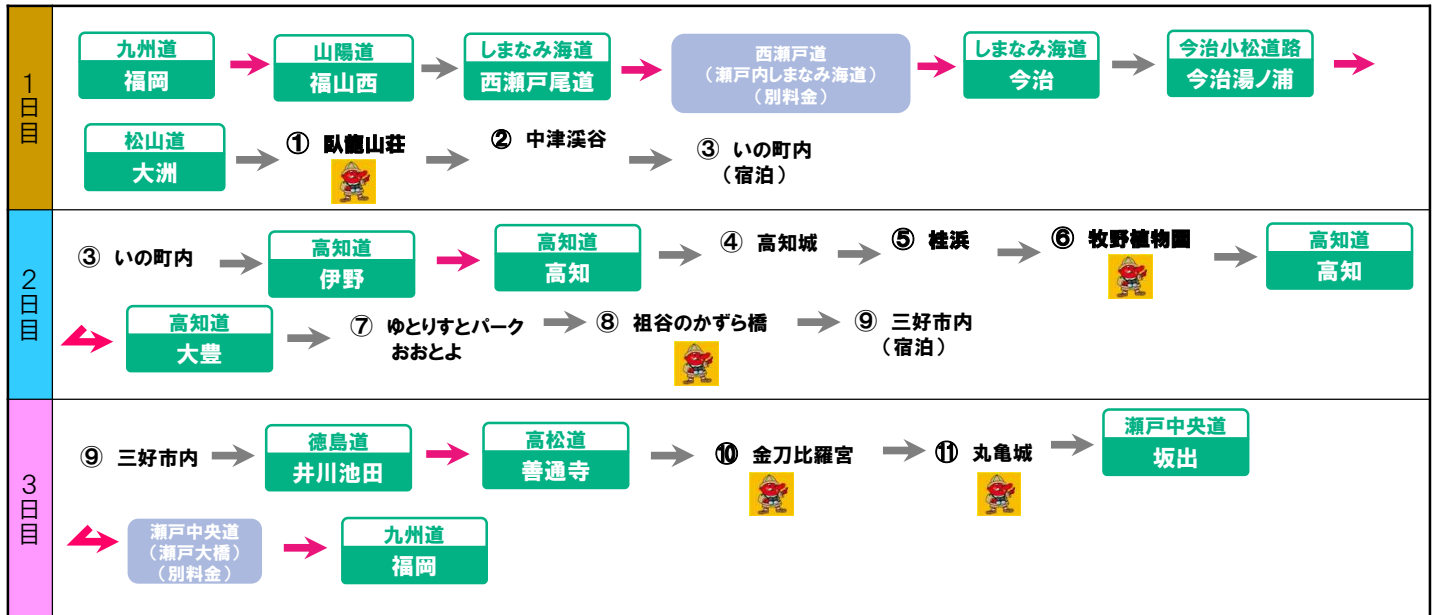 1日目
九州道
福岡
山陽道
福山西
しまなみ海道
西瀬戸尾道
西瀬戸道
（瀬戸内しまなみ海道）
（別料金）
しまなみ海道
今治
今治小松道路
今治湯ノ浦
松山道
大洲
① 臥龍山荘
② 中津渓谷
③ いの町内
（宿泊）
2日目
③ いの町内
高知道
伊野
高知道
高知
④ 高知城
⑤ 桂浜
⑥ 牧野植物園
高知道
高知
高知道
大豊
⑦ ゆとりすとパーク
おおとよ
⑧ 祖谷のかずら橋
⑨ 三好市内
（宿泊）
3日目
⑨ 三好市内
徳島道
井川池田
高松道
善通寺
⑩ 金刀比羅宮
⑪ 丸亀城
瀬戸中央道
坂出
瀬戸中央道
（瀬戸大橋）
（別料金）
九州道
福岡